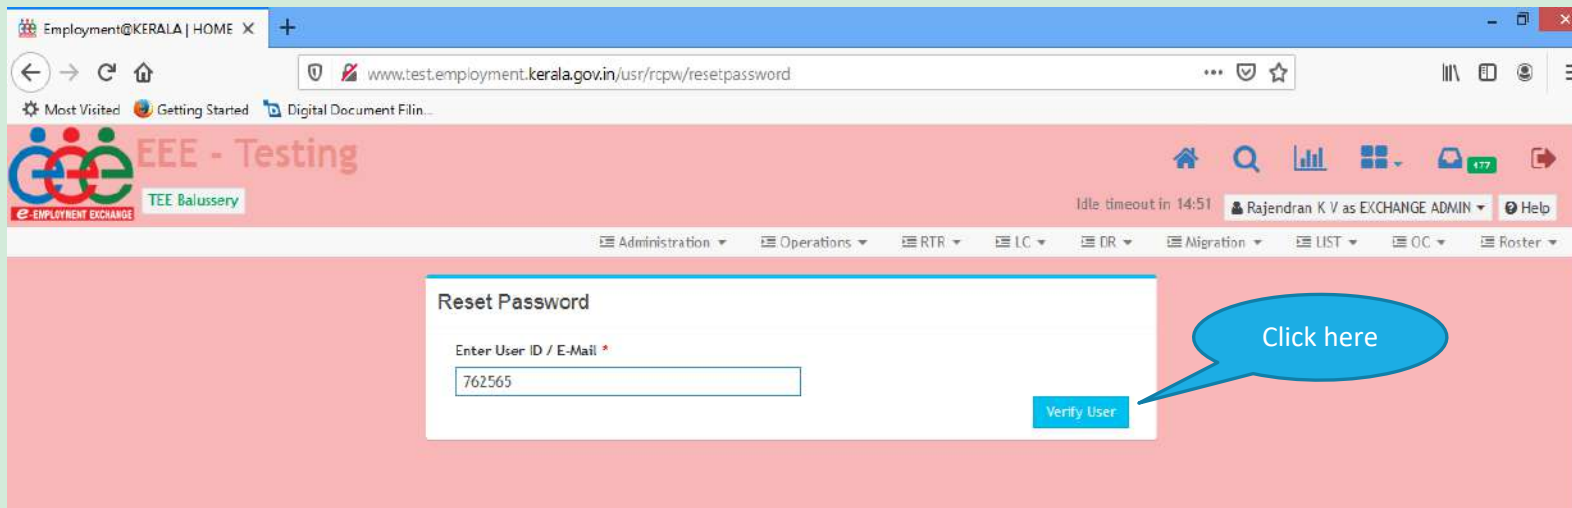 Employment@KERALA | HOME
www.test.employment.kerala.gov.in/usr/rcpw/resetpassword
Most Visited Getting Started Digital Document Filin...
EEE - Testing
177
e-EMPLOYMENT EXCHANGE
TEE Balussery
Idle timeout in 14:51 Rajendran K V as EXCHANGE ADMIN Help
Administration Operations RTR LC DR Migration LIST OC Roster
Reset Password
Enter User ID / E-Mail *
762565
Verify User
Click here